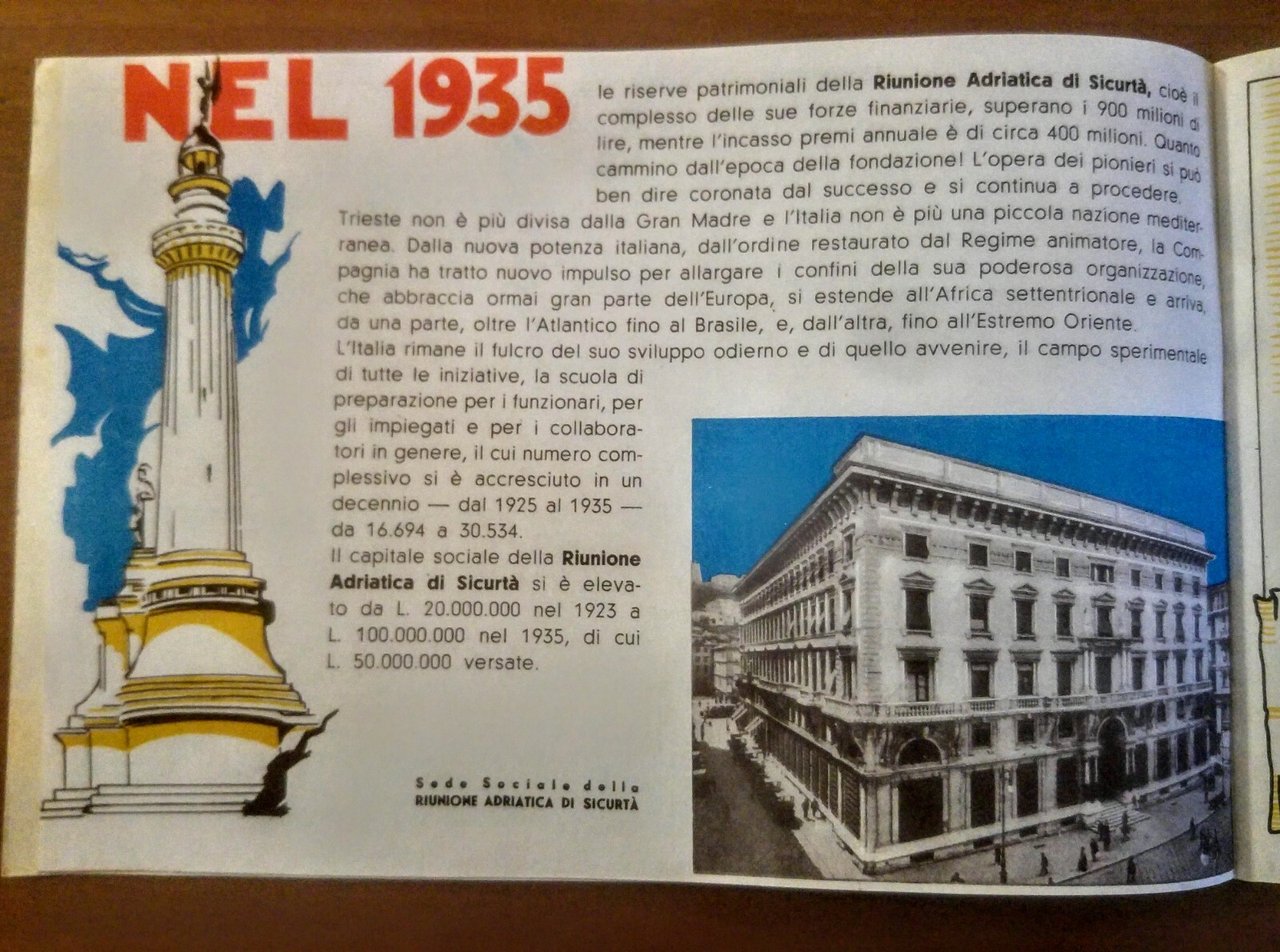 NEL 1935
le riserve patrimoniali della Riunione Adriatica di Sicurtà, cioè il
complesso delle sue forze finanziarie, superano i 900 milioni di
lire, mentre l'incasso premi annuale è di circa 400 milioni. Quanto
cammino dall'epoca della fondazione! L'opera dei pionieri si può
ben dire coronata dal successo e si continua a procedere.
Trieste non è più divisa dalla Gran Madre e l'Italia non è più una piccola nazione mediter-
ranea. Dalla nuova potenza italiana, dall'ordine restaurato dal Regime animatore, la Com-
pagnia ha tratto nuovo impulso per allargare i confini della sua poderosa organizzazione,
che abbraccia ormai gran parte dell'Europa, si estende all'Africa settentrionale e arriva,
da una parte, oltre l'Atlantico fino al Brasile, e, dall'altra, fino all'Estremo Oriente.
L'Italia rimane il fulcro del suo sviluppo odierno e di quello avvenire, il campo sperimentale
di tutte le iniziative, la scuola di
preparazione per i funzionari, per
gli impiegati e per i collabora-
tori in genere, il cui numero com-
plessivo si è accresciuto in un
decennio — dal 1925 al 1935 —
da 16.694 a 30.534.
Il capitale sociale della Riunione
Adriatica di Sicurtà si è eleva-
to da L. 20.000.000 nel 1923 a
L. 100.000.000 nel 1935, di cui
L. 50.000.000 versate.
Sede Sociale della
RIUNIONE ADRIATICA DI SICURTÀ